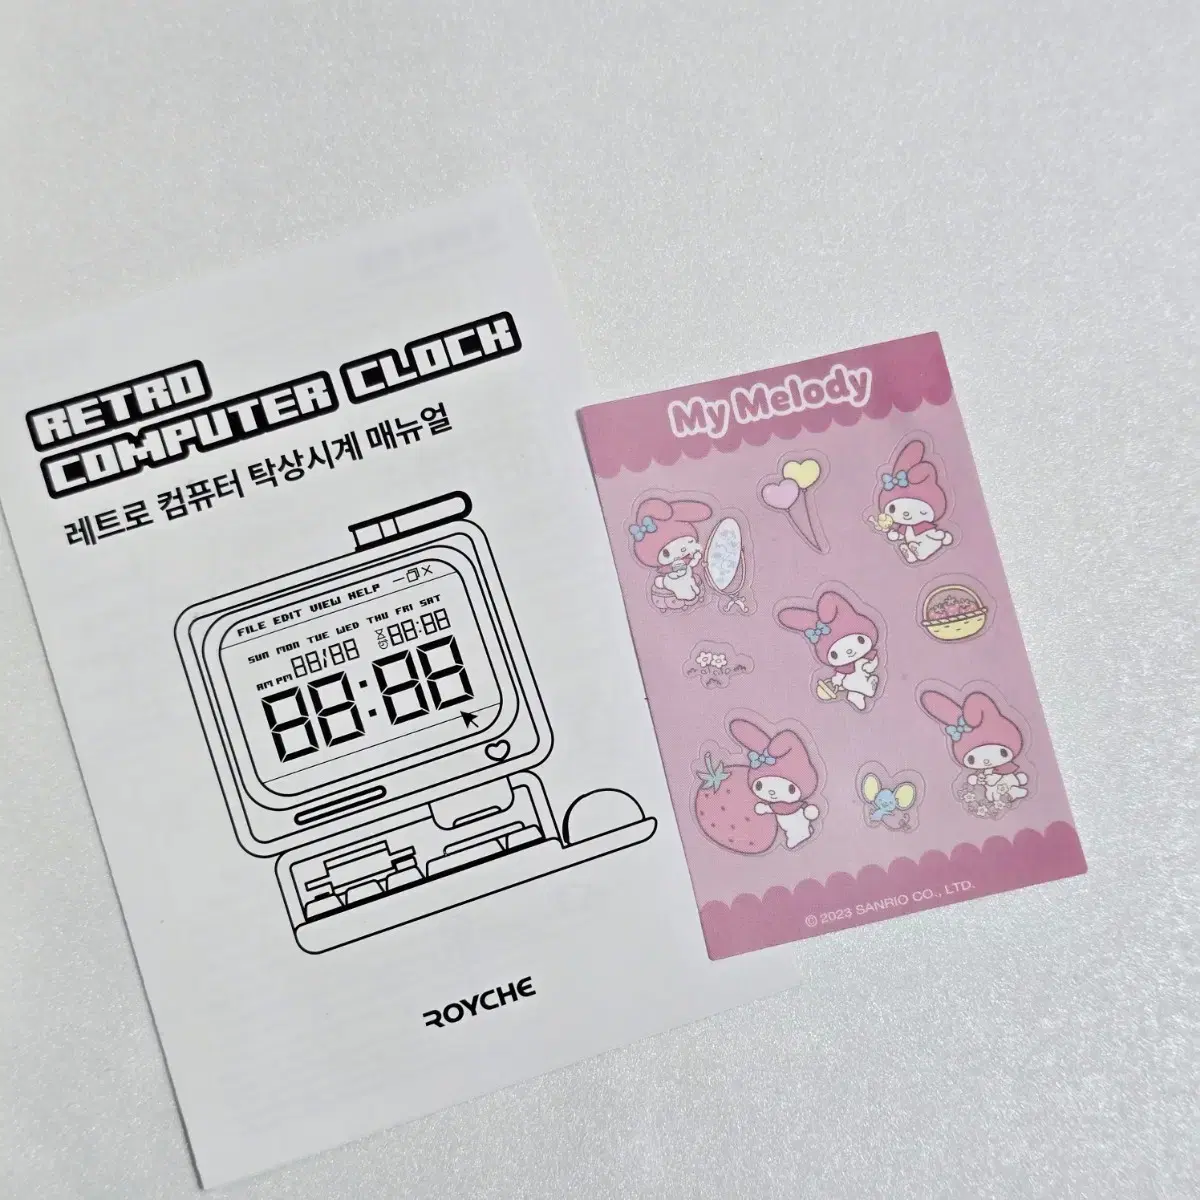 RETRO
COMPUTER CLOCK
레트로 컴퓨터 탁상시계 매뉴얼
FILE EDIT VIEW HELP
SUN MON TUE WED THU FRI SAT
88/88 88:88
AM PM
88:88
ROYCHE
My Melody
© 2023 SANRIO CO., LTD.